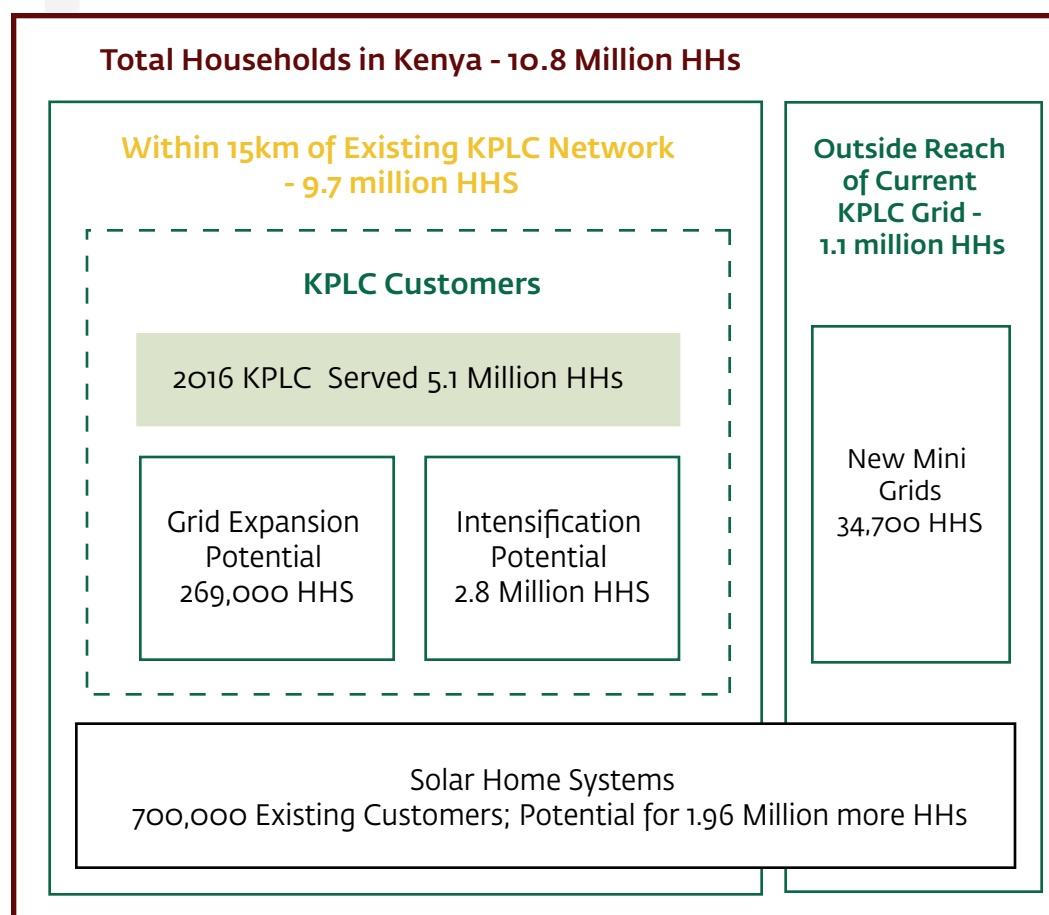 Total Households in Kenya - 10.8 Million HHs
Within 15km of Existing KPLC Network
- 9.7 million HHS
KPLC Customers
2016 KPLC Served 5.1 Million HHs
Grid Expansion
Potential
269,000 HHS
Intensification
Potential
2.8 Million HHS
Outside Reach
of Current
KPLC Grid -
1.1 million HHs
New Mini
Grids
34,700 HHS
Solar Home Systems
700,000 Existing Customers; Potential for 1.96 Million more HHs